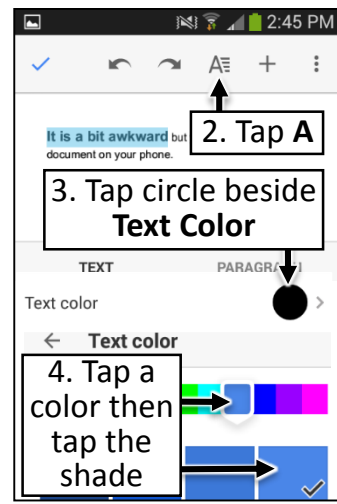 2:45 PM
A
It is a bit awkward but
document on your phone.
2. Tap A
3. Tap circle beside
Text Color
TEXT
Text color
Text color
4. Tap a
color then
tap the
shade